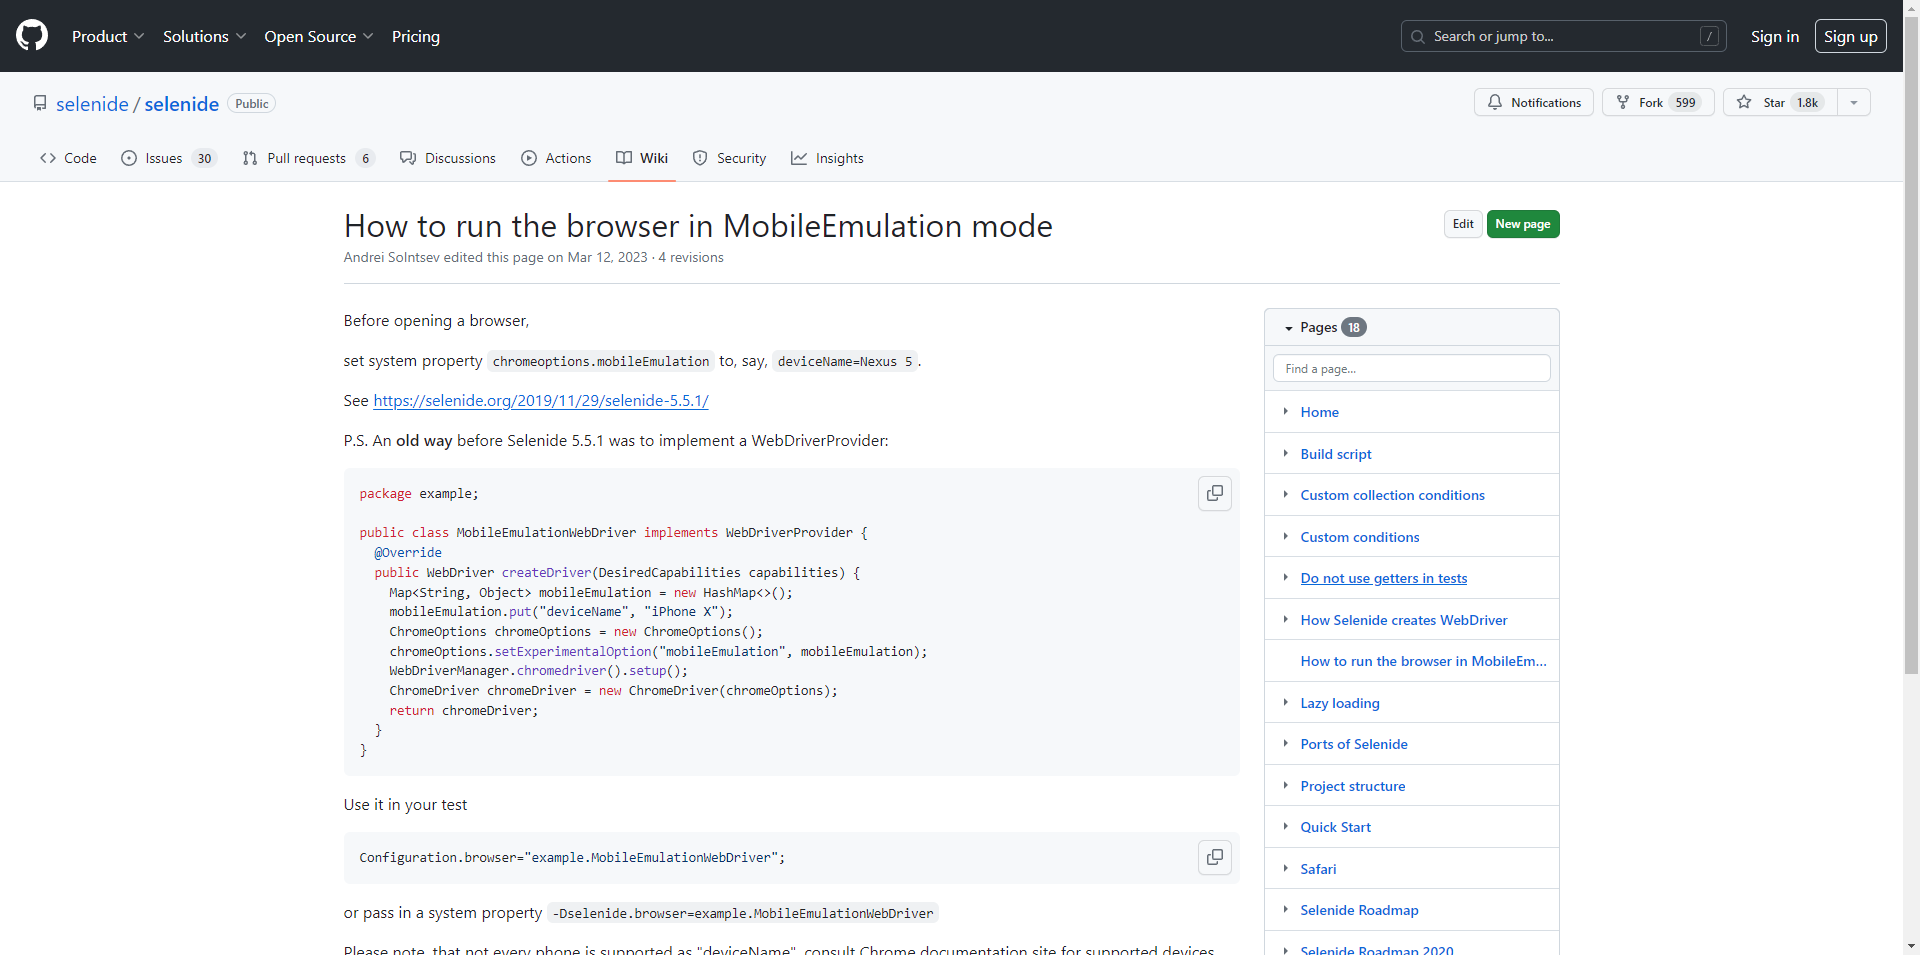 Product Solutions Open Source Pricing Search or jump to... / Sign in Sign up
selenide / selenide Public Notifications Fork 599 Star 1.8k
Code Issues 30 Pull requests 6 Discussions Actions Wiki Security Insights
How to run the browser in MobileEmulation mode
Edit New page
Andrei Solntsev edited this page on Mar 12, 2023 · 4 revisions
Before opening a browser,
set system property chromeoptions.mobileEmulation to, say, deviceName=Nexus 5.
See https://selenide.org/2019/11/29/selenide-5.5.1/
P.S. An old way before Selenide 5.5.1 was to implement a WebDriverProvider:
package example;
public class MobileEmulationWebDriver implements WebDriverProvider {
@Override
public WebDriver createDriver(DesiredCapabilities capabilities) {
Map<String, Object> mobileEmulation = new HashMap<>();
mobileEmulation.put("deviceName", "iPhone X");
ChromeOptions chromeOptions = new ChromeOptions();
chromeOptions.setExperimentalOption("mobileEmulation", mobileEmulation);
WebDriverManager.chromedriver().setup();
ChromeDriver chromeDriver = new ChromeDriver(chromeOptions);
return chromeDriver;
}
}
Use it in your test
Configuration.browser="example.MobileEmulationWebDriver";
or pass in a system property -Dselenide.browser=example.MobileEmulationWebDriver
Please note, that not every phone is supported as "deviceName", consult Chrome documentation site for supported devices
Pages 18
Find a page...
Home
Build script
Custom collection conditions
Custom conditions
Do not use getters in tests
How Selenide creates WebDriver
How to run the browser in MobileEm...
Lazy loading
Ports of Selenide
Project structure
Quick Start
Safari
Selenide Roadmap
Selenide Roadmap 2020